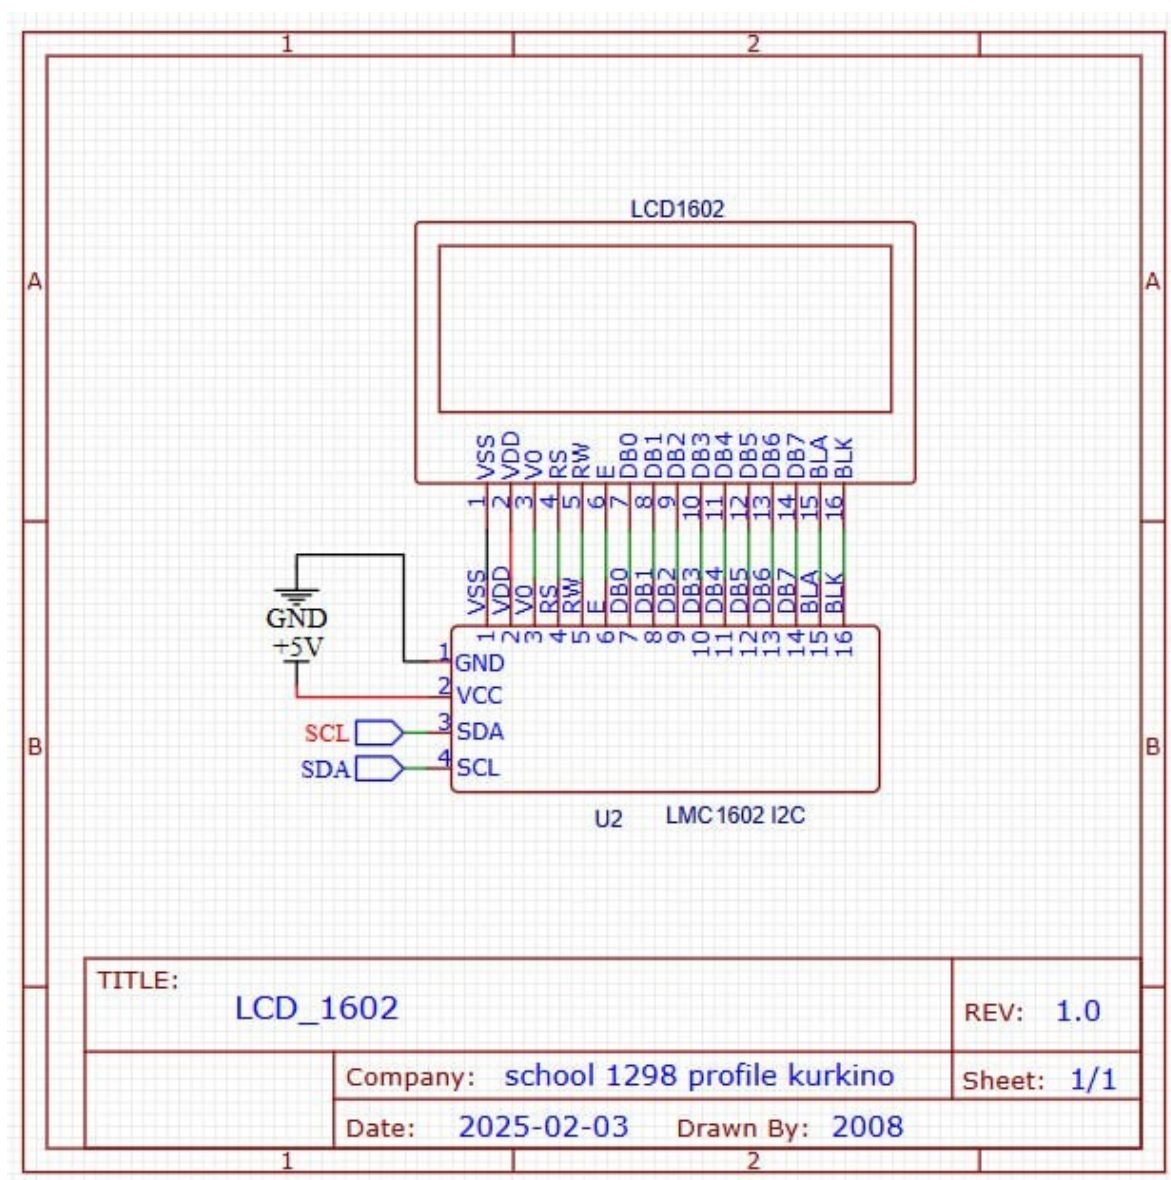 1 2
LCD1602
A A
VSS VDD V0 RS RW E DB0 DB1 DB2 DB3 DB4 DB5 DB6 DB7 BLA BLK
1 2 3 4 5 6 7 8 9 10 11 12 13 14 15 16
VSS VDD V0 RS RW E DB0 DB1 DB2 DB3 DB4 DB5 DB6 DB7 BLA BLK
1 2 3 4 5 6 7 8 9 10 11 12 13 14 15 16
GND
+5V
1 GND
2 VCC
SCL 3 SDA
SDA 4 SCL
B B
U2 LMC1602 I2C
TITLE:
LCD_1602
REV: 1.0
Company: school 1298 profile kurkino
Sheet: 1/1
Date: 2025-02-03 Drawn By: 2008
1 2